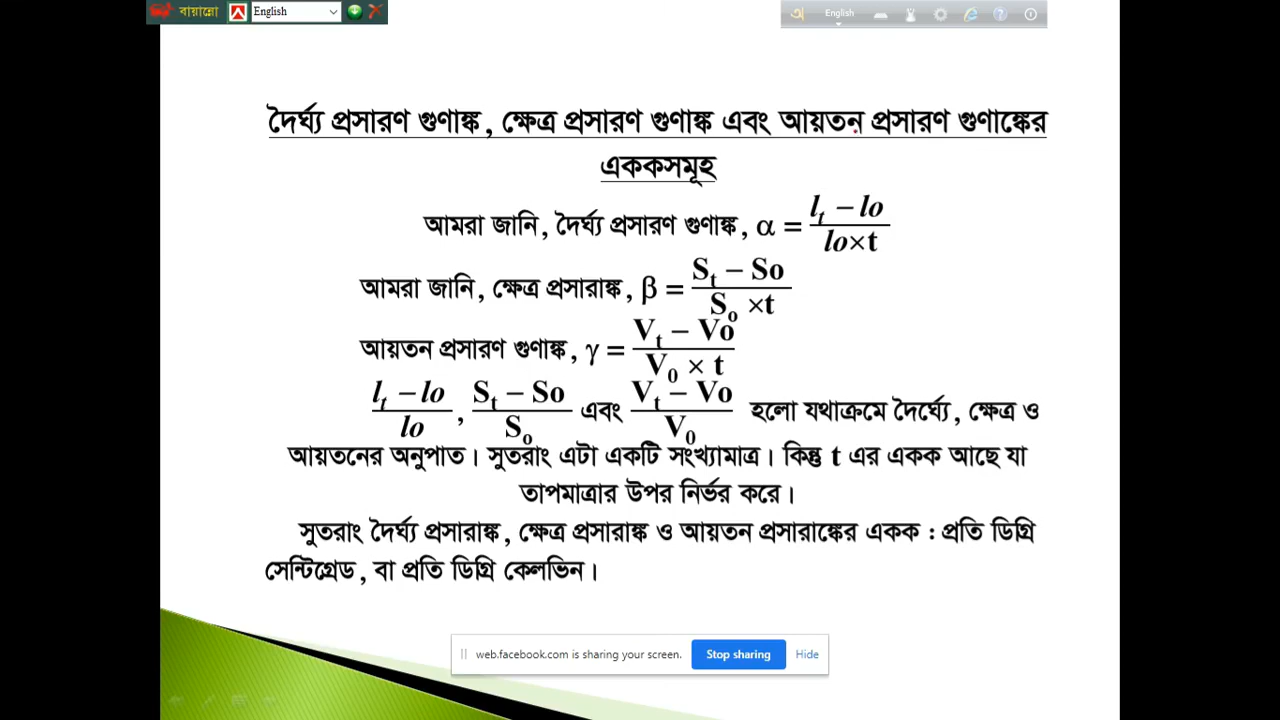 বায়ান্নো English
অ English
দৈর্ঘ্য প্রসারণ গুণাঙ্ক, ক্ষেত্র প্রসারণ গুণাঙ্ক এবং আয়তন প্রসারণ গুণাঙ্কের
এককসমূহ
আমরা জানি, দৈর্ঘ্য প্রসারণ গুণাঙ্ক, α = (lₜ – lo) / (lo×t)
আমরা জানি, ক্ষেত্র প্রসারাঙ্ক, β = (Sₜ – So) / (Sₒ ×t)
আয়তন প্রসারণ গুণাঙ্ক, γ = (Vₜ – Vo) / (V₀ × t)
(lₜ – lo) / lo , (Sₜ – So) / Sₒ এবং (Vₜ – Vo) / V₀ হলো যথাক্রমে দৈর্ঘ্যে, ক্ষেত্র ও
আয়তনের অনুপাত। সুতরাং এটা একটি সংখ্যামাত্র। কিন্তু t এর একক আছে যা
তাপমাত্রার উপর নির্ভর করে।
সুতরাং দৈর্ঘ্য প্রসারাঙ্ক, ক্ষেত্র প্রসারাঙ্ক ও আয়তন প্রসারাঙ্কের একক : প্রতি ডিগ্রি
সেন্টিগ্রেড, বা প্রতি ডিগ্রি কেলভিন।
web.facebook.com is sharing your screen. Stop sharing Hide